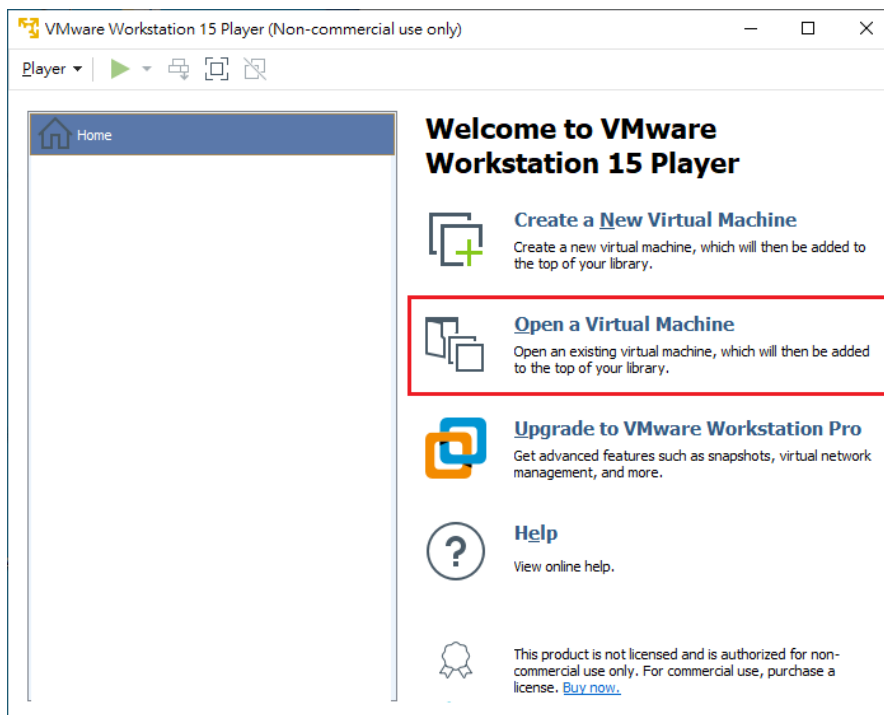 VMware Workstation 15 Player (Non-commercial use only)
Player
Home
Welcome to VMware
Workstation 15 Player
Create a New Virtual Machine
Create a new virtual machine, which will then be added to
the top of your library.
Open a Virtual Machine
Open an existing virtual machine, which will then be added
to the top of your library.
Upgrade to VMware Workstation Pro
Get advanced features such as snapshots, virtual network
management, and more.
Help
View online help.
This product is not licensed and is authorized for non-
commercial use only. For commercial use, purchase a
license. Buy now.